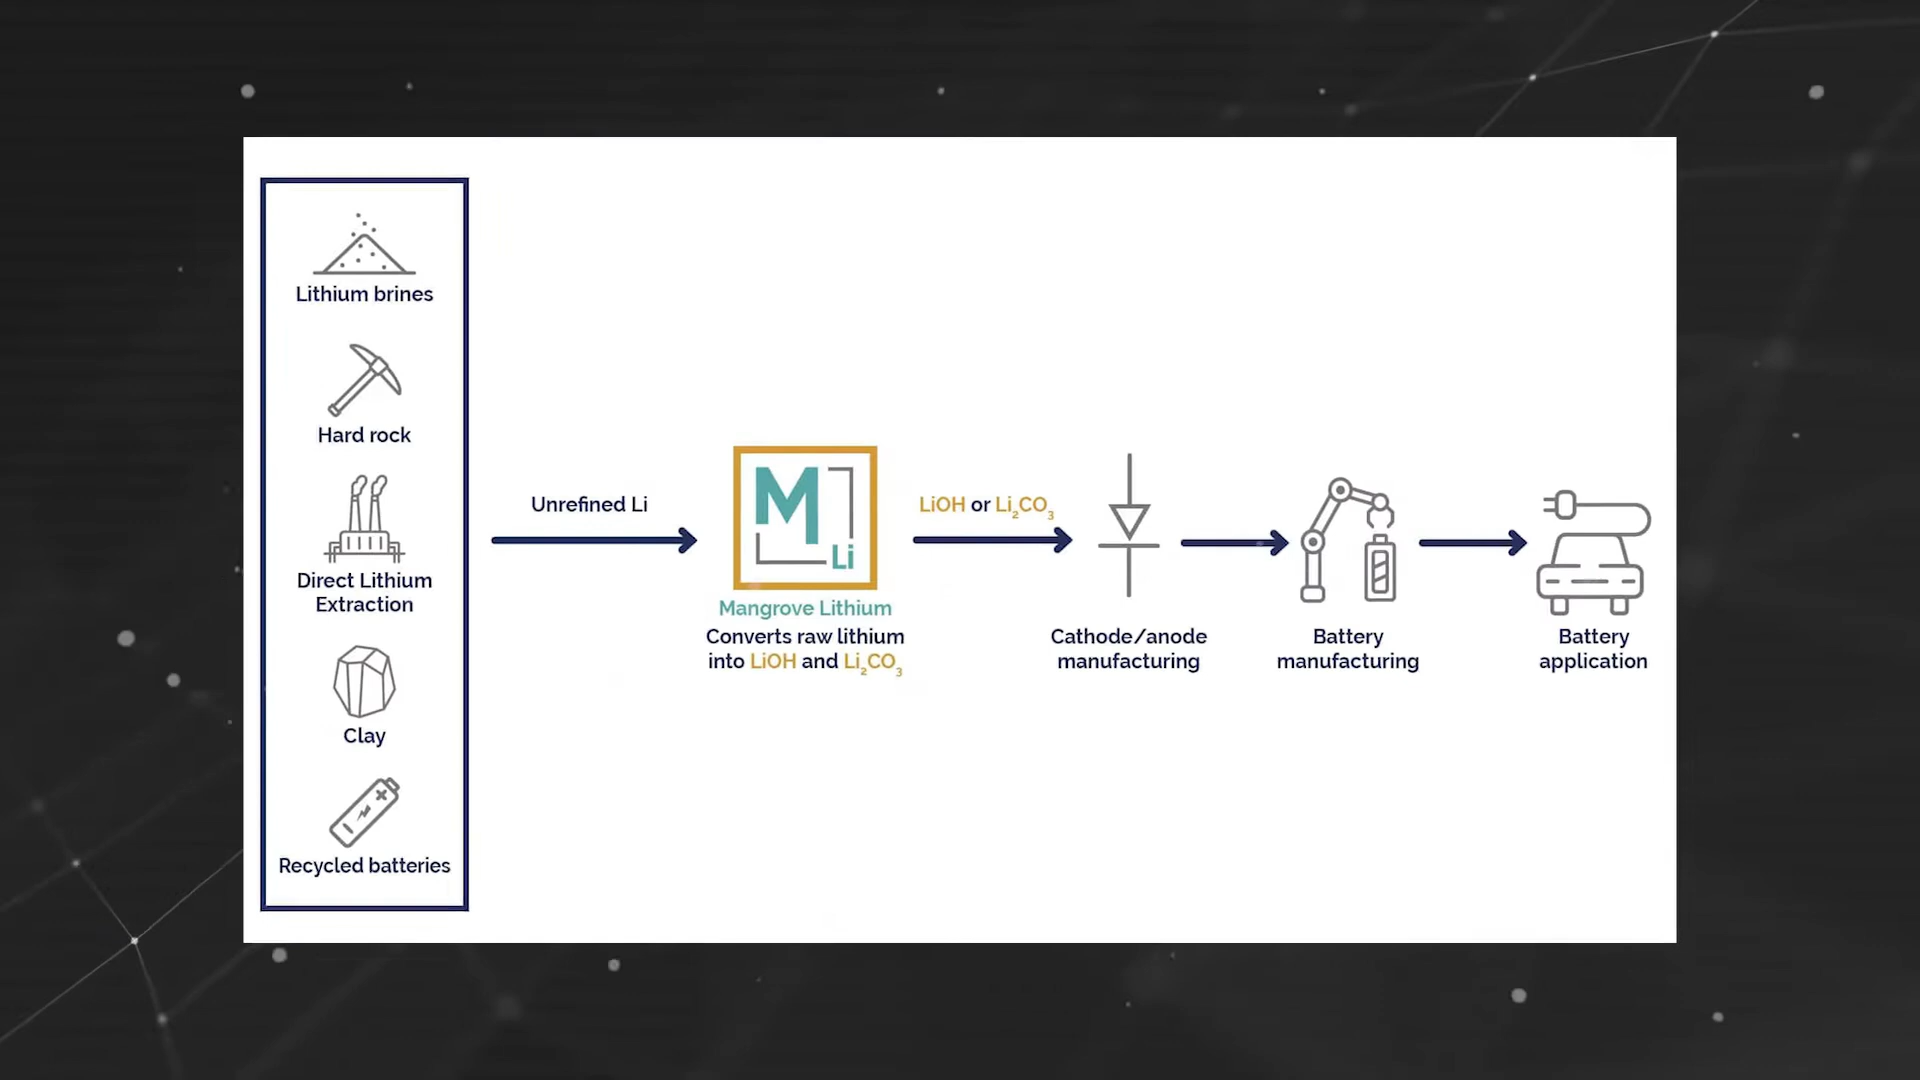 Lithium brines
Hard rock
Direct Lithium
Extraction
Clay
Recycled batteries
Unrefined Li
M
Li
Mangrove Lithium
Converts raw lithium
into LiOH and Li₂CO₃
LiOH or Li₂CO₃
Cathode/anode
manufacturing
Battery
manufacturing
Battery
application